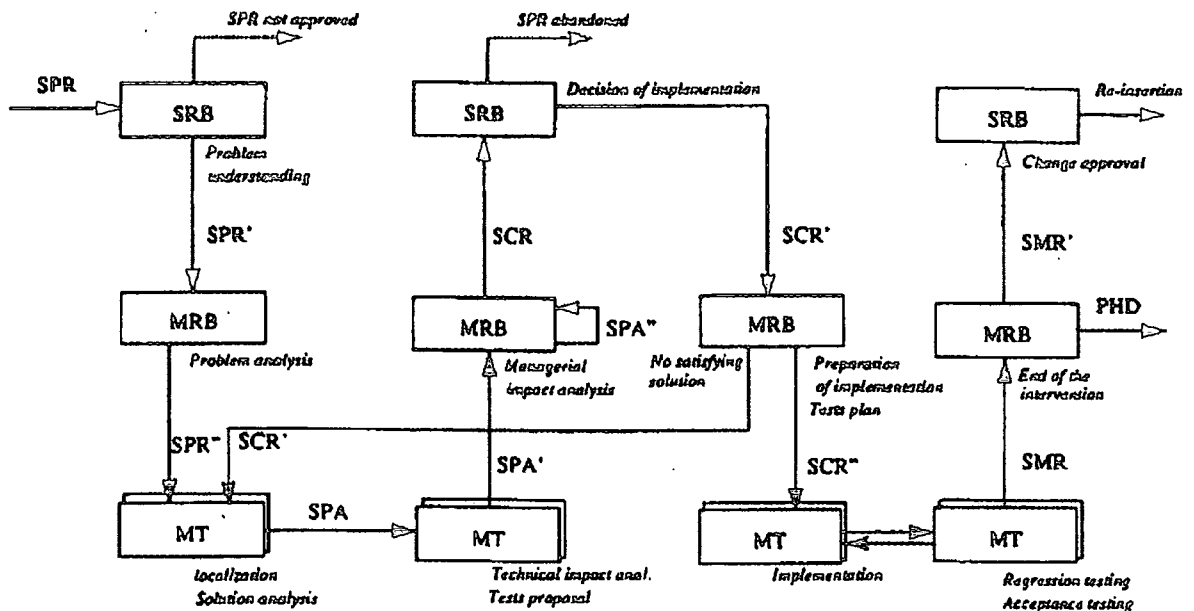 SPR not approved
SPR abandoned
SPR
SRB
Decision of implementation
SRB
Re-insertion
SRB
Problem
understanding
Change approval
SPR'
SCR
SCR'
SMR'
MRB
MRB
SPA"
MRB
PHD
MRB
Problem analysis
Managerial
impact analysis
No satisfying
solution
Preparation
of implementation
Tests plan
End of the
intervention
SPR"
SCR'
SPA'
SCR"
SMR
MT
SPA
MT
MT
MT
localization
Solution analysis
Technical impact anal.
Tests proposal
Implementation
Regression testing
Acceptance testing